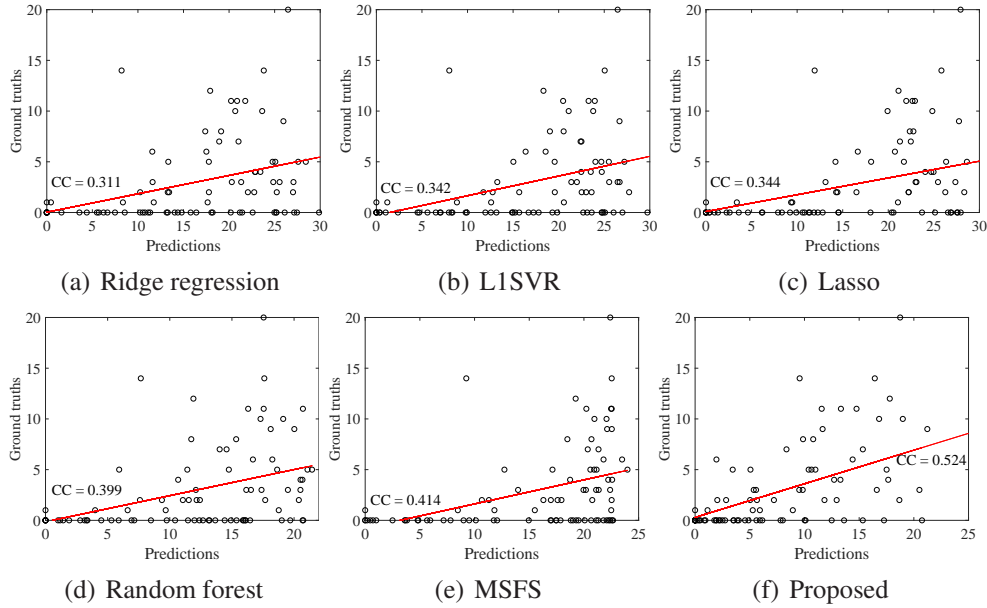 20
15
10
5
0
Ground truths
CC = 0.311
0 5 10 15 20 25 30
Predictions
(a) Ridge regression
20
15
10
5
0
Ground truths
CC = 0.342
0 5 10 15 20 25 30
Predictions
(b) L1SVR
20
15
10
5
0
Ground truths
CC = 0.344
0 5 10 15 20 25 30
Predictions
(c) Lasso
20
15
10
5
0
Ground truths
CC = 0.399
0 5 10 15 20
Predictions
(d) Random forest
20
15
10
5
0
Ground truths
CC = 0.414
0 5 10 15 20 25
Predictions
(e) MSFS
20
15
10
5
0
Ground truths
CC = 0.524
0 5 10 15 20 25
Predictions
(f) Proposed